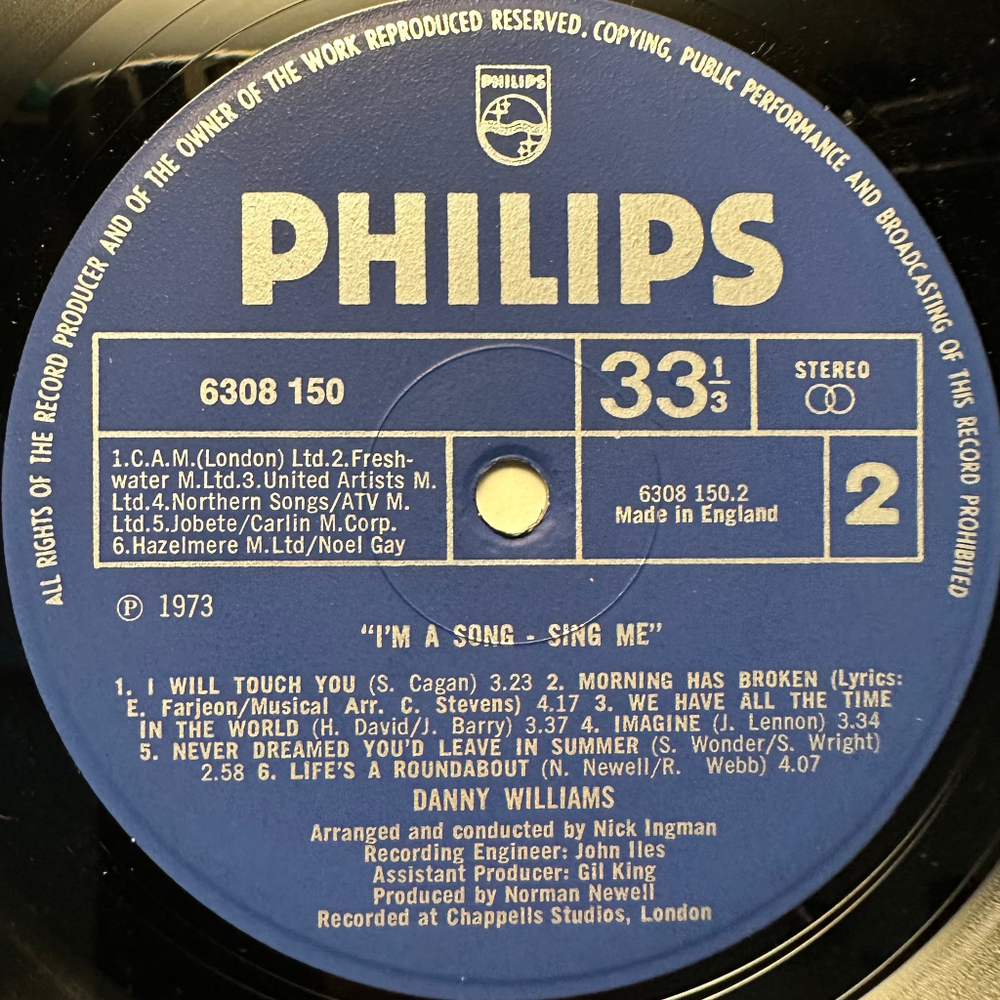 ALL RIGHTS OF THE RECORD PRODUCER AND OF THE OWNER OF THE WORK REPRODUCED RESERVED. COPYING, PUBLIC PERFORMANCE AND BROADCASTING OF THIS RECORD PROHIBITED
PHILIPS
PHILIPS
6308 150
33 1/3
STEREO
1.C.A.M.(London) Ltd.2.Fresh-
water M.Ltd.3.United Artists M.
Ltd.4.Northern Songs/ATV M.
Ltd.5.Jobete/Carlin M.Corp.
6.Hazelmere M.Ltd/Noel Gay
6308 150.2
Made in England
2
Ⓟ 1973
"I'M A SONG - SING ME"
1. I WILL TOUCH YOU (S. Cagan) 3.23 2. MORNING HAS BROKEN (Lyrics:
E. Farjeon/Musical Arr. C. Stevens) 4.17 3. WE HAVE ALL THE TIME
IN THE WORLD (H. David/J. Barry) 3.37 4. IMAGINE (J. Lennon) 3.34
5. NEVER DREAMED YOU'D LEAVE IN SUMMER (S. Wonder/S. Wright)
2.58 6. LIFE'S A ROUNDABOUT (N. Newell/R. Webb) 4.07
DANNY WILLIAMS
Arranged and conducted by Nick Ingman
Recording Engineer: John Iles
Assistant Producer: Gil King
Produced by Norman Newell
Recorded at Chappells Studios, London